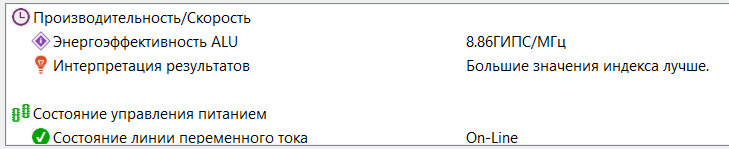 Производительность/Скорость
Энергоэффективность ALU 8.86ГИПС/МГц
Интерпретация результатов Большие значения индекса лучше.
Состояние управления питанием
Состояние линии переменного тока On-Line